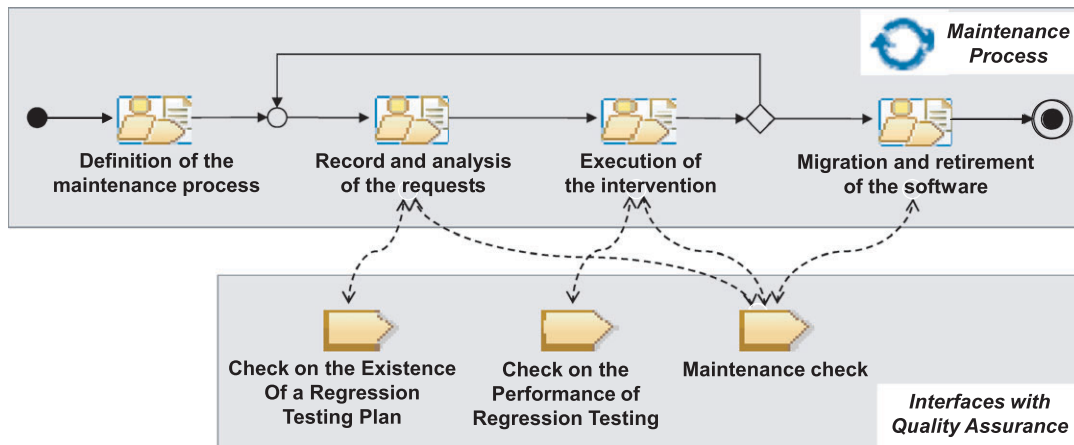 Maintenance
Process
Definition of the
maintenance process
Record and analysis
of the requests
Execution of
the intervention
Migration and retirement
of the software
Check on the Existence
Of a Regression
Testing Plan
Check on the
Performance of
Regression Testing
Maintenance check
Interfaces with
Quality Assurance